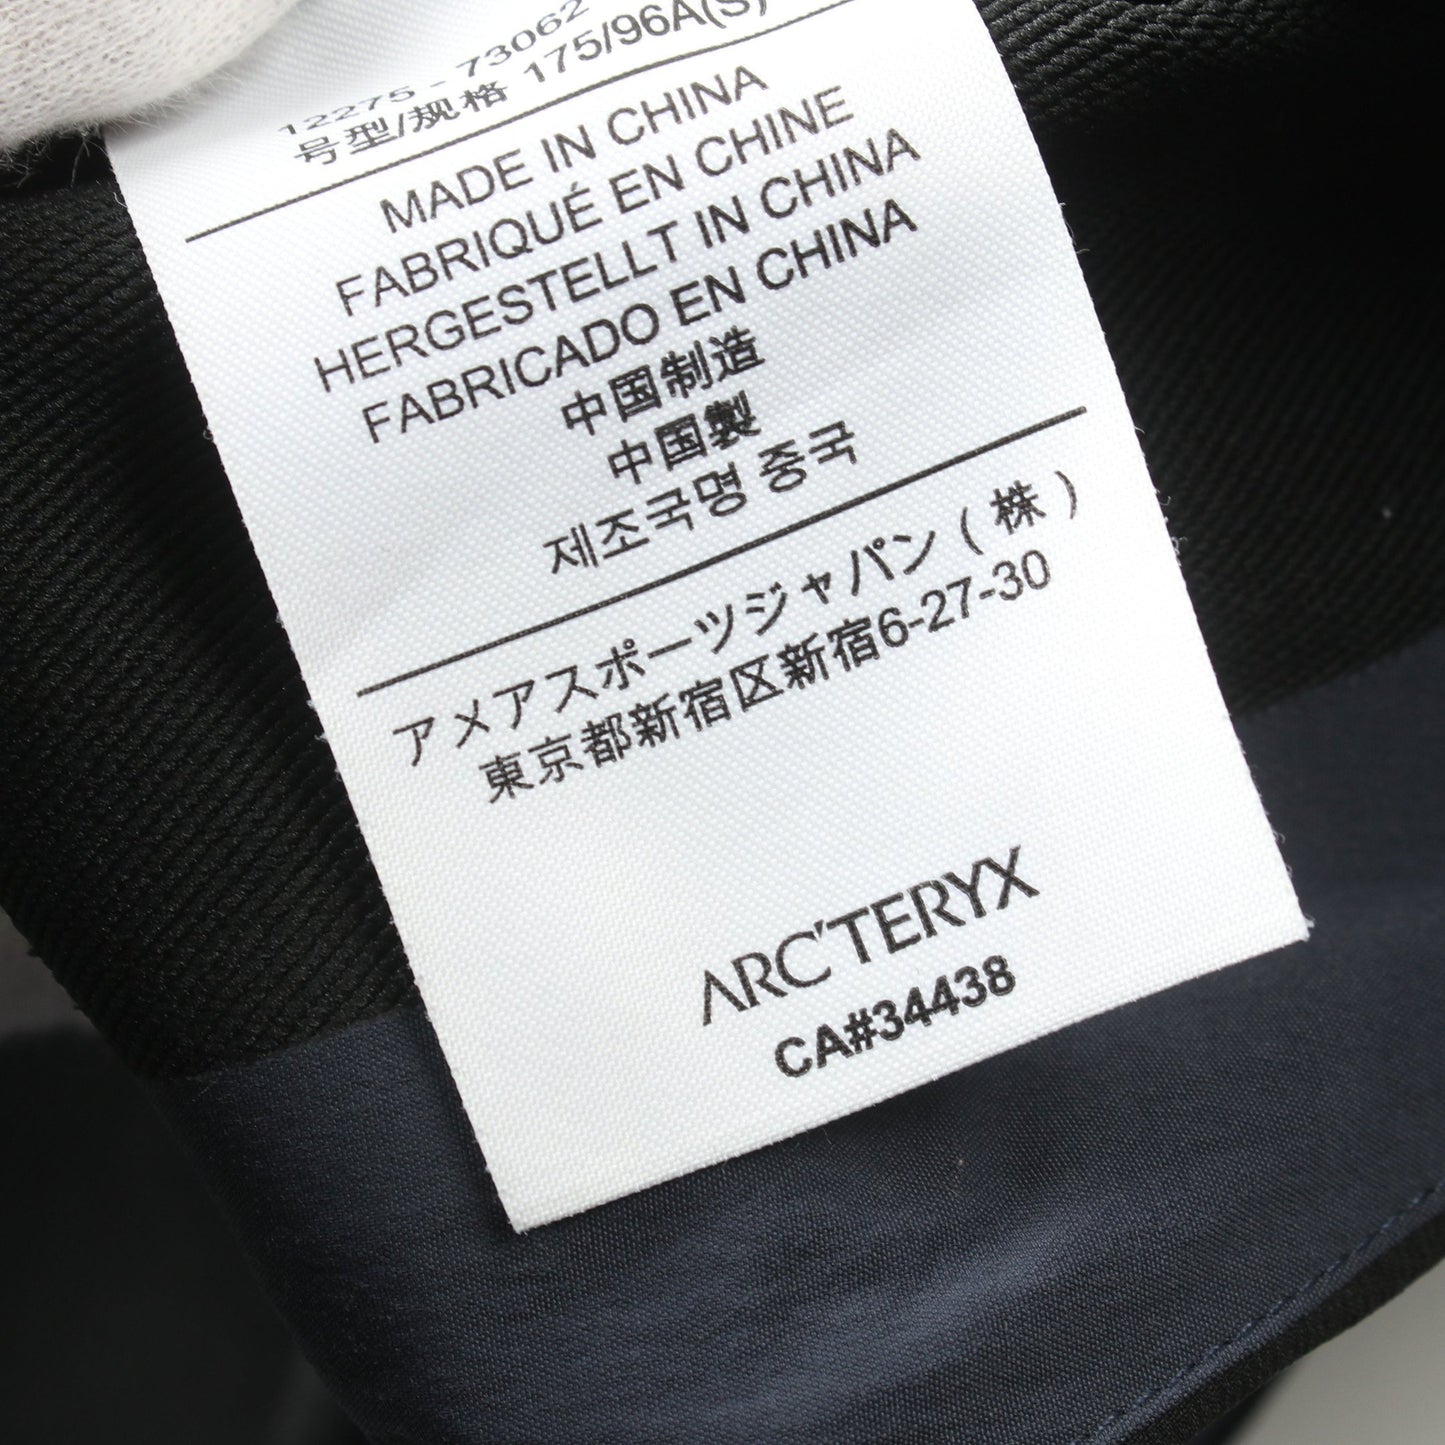 12275 - 73062
号型/规格 175/96A(S)
MADE IN CHINA
FABRIQUÉ EN CHINE
HERGESTELLT IN CHINA
FABRICADO EN CHINA
中国制造
中国製
제조국명 중국
アメアスポーツジャパン(株)
東京都新宿区新宿6-27-30
ARC'TERYX
CA#34438